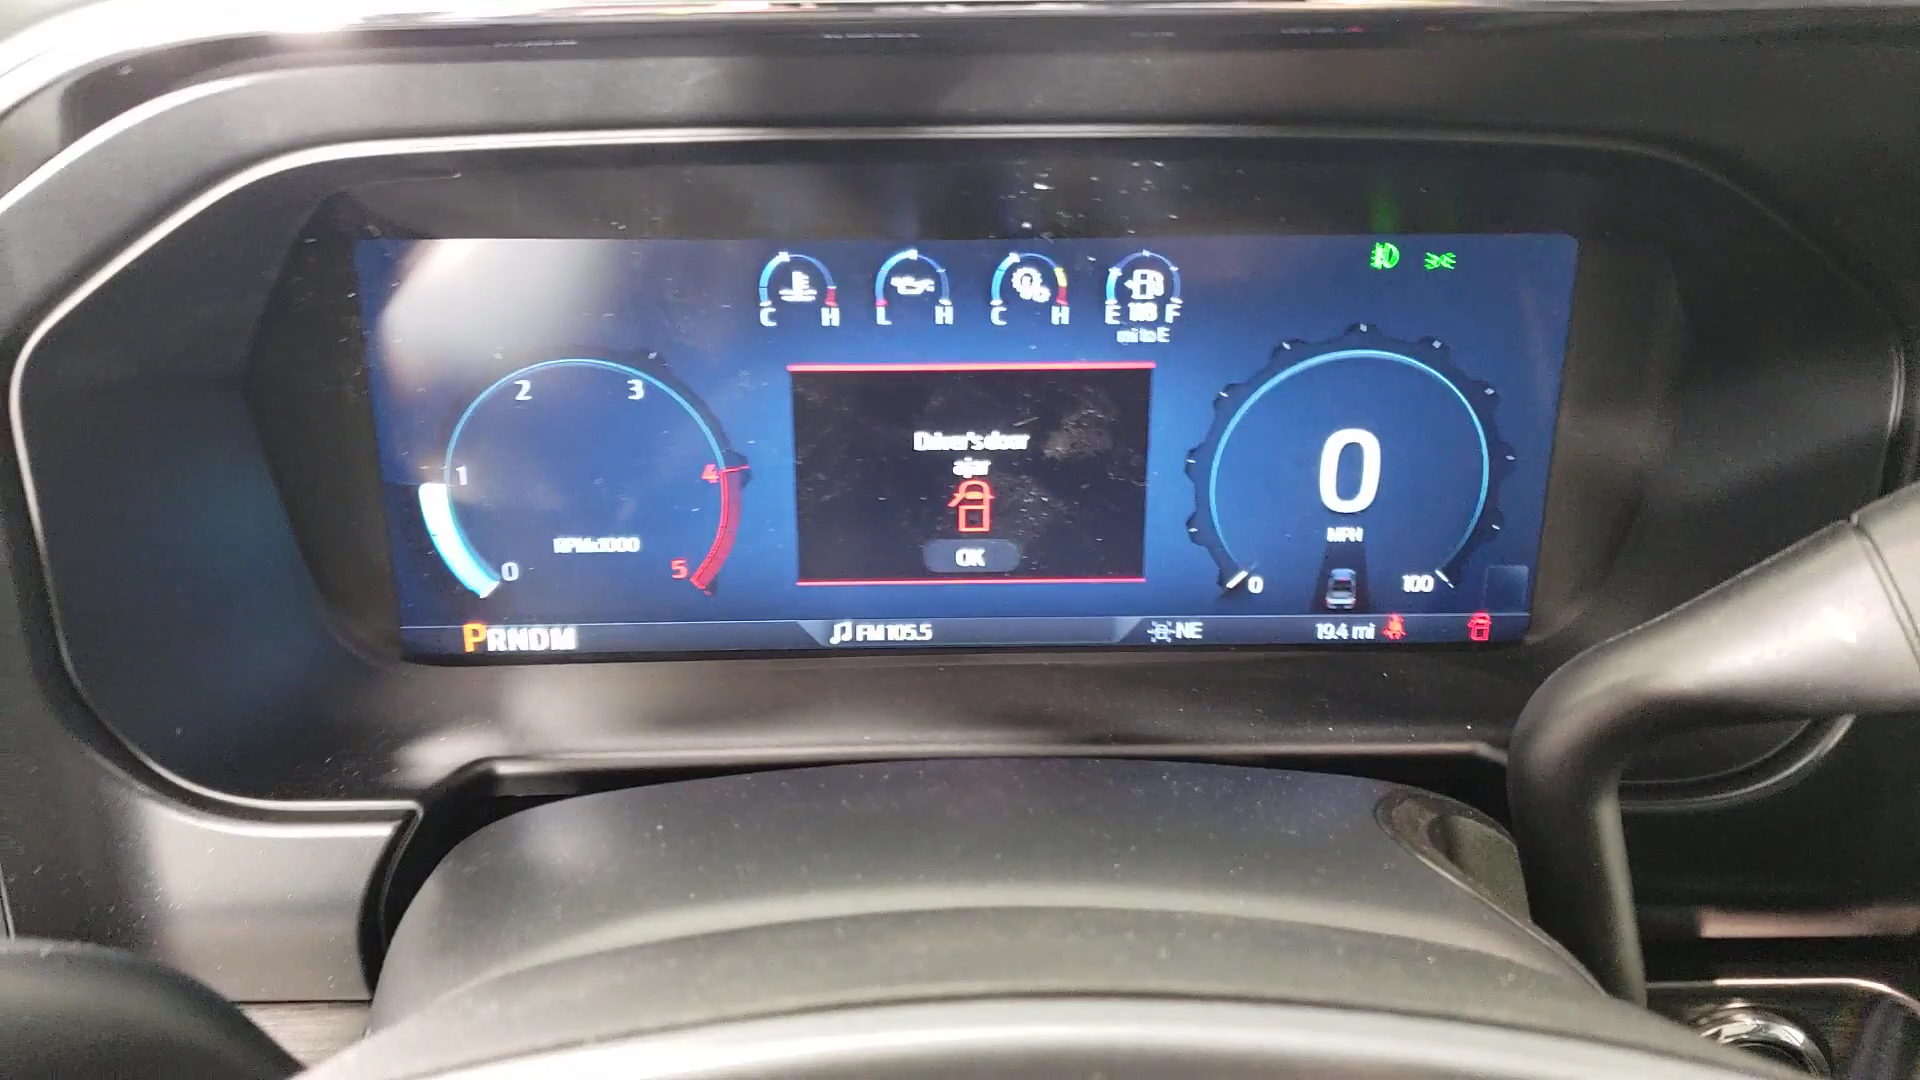 C H
L H
C H
E F
mi to E
2 3
1 4
0 5
RPMx1000
Driver's door
ajar
OK
0
MPH
0 100
PRNDM
FM 105.5
NE
19.4 mi